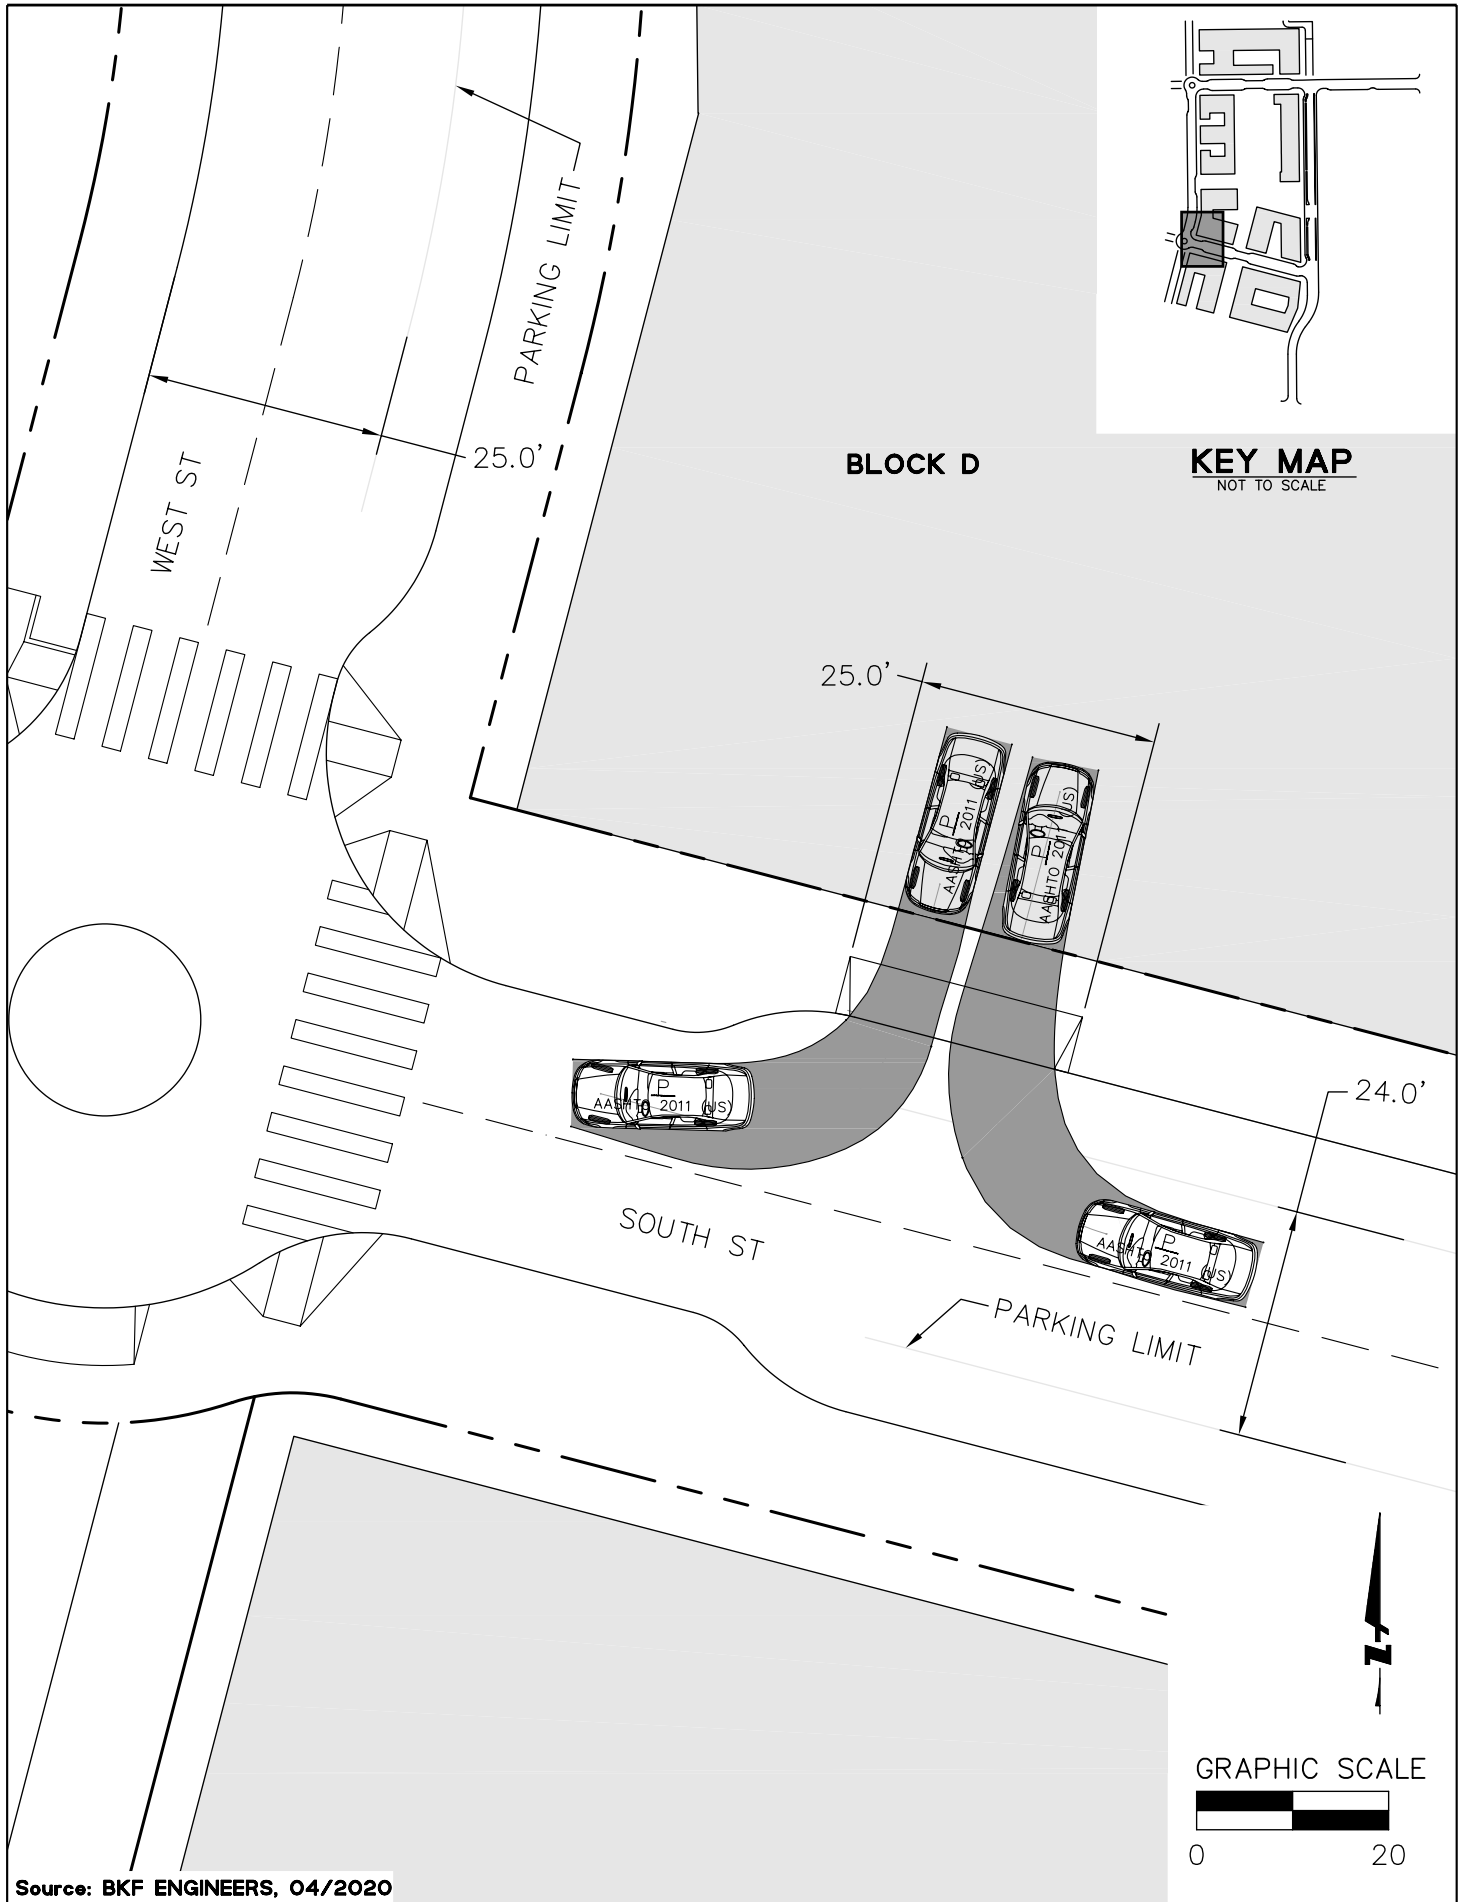 PARKING LIMIT
25.0'
WEST ST
BLOCK D
KEY MAP
NOT TO SCALE
25.0'
P
AASHTO 2011 (US)
P
AASHTO 2011 (US)
P
AASHTO 2011 (US)
24.0'
SOUTH ST
P
AASHTO 2011 (US)
PARKING LIMIT
GRAPHIC SCALE
0 20
Source: BKF ENGINEERS, 04/2020